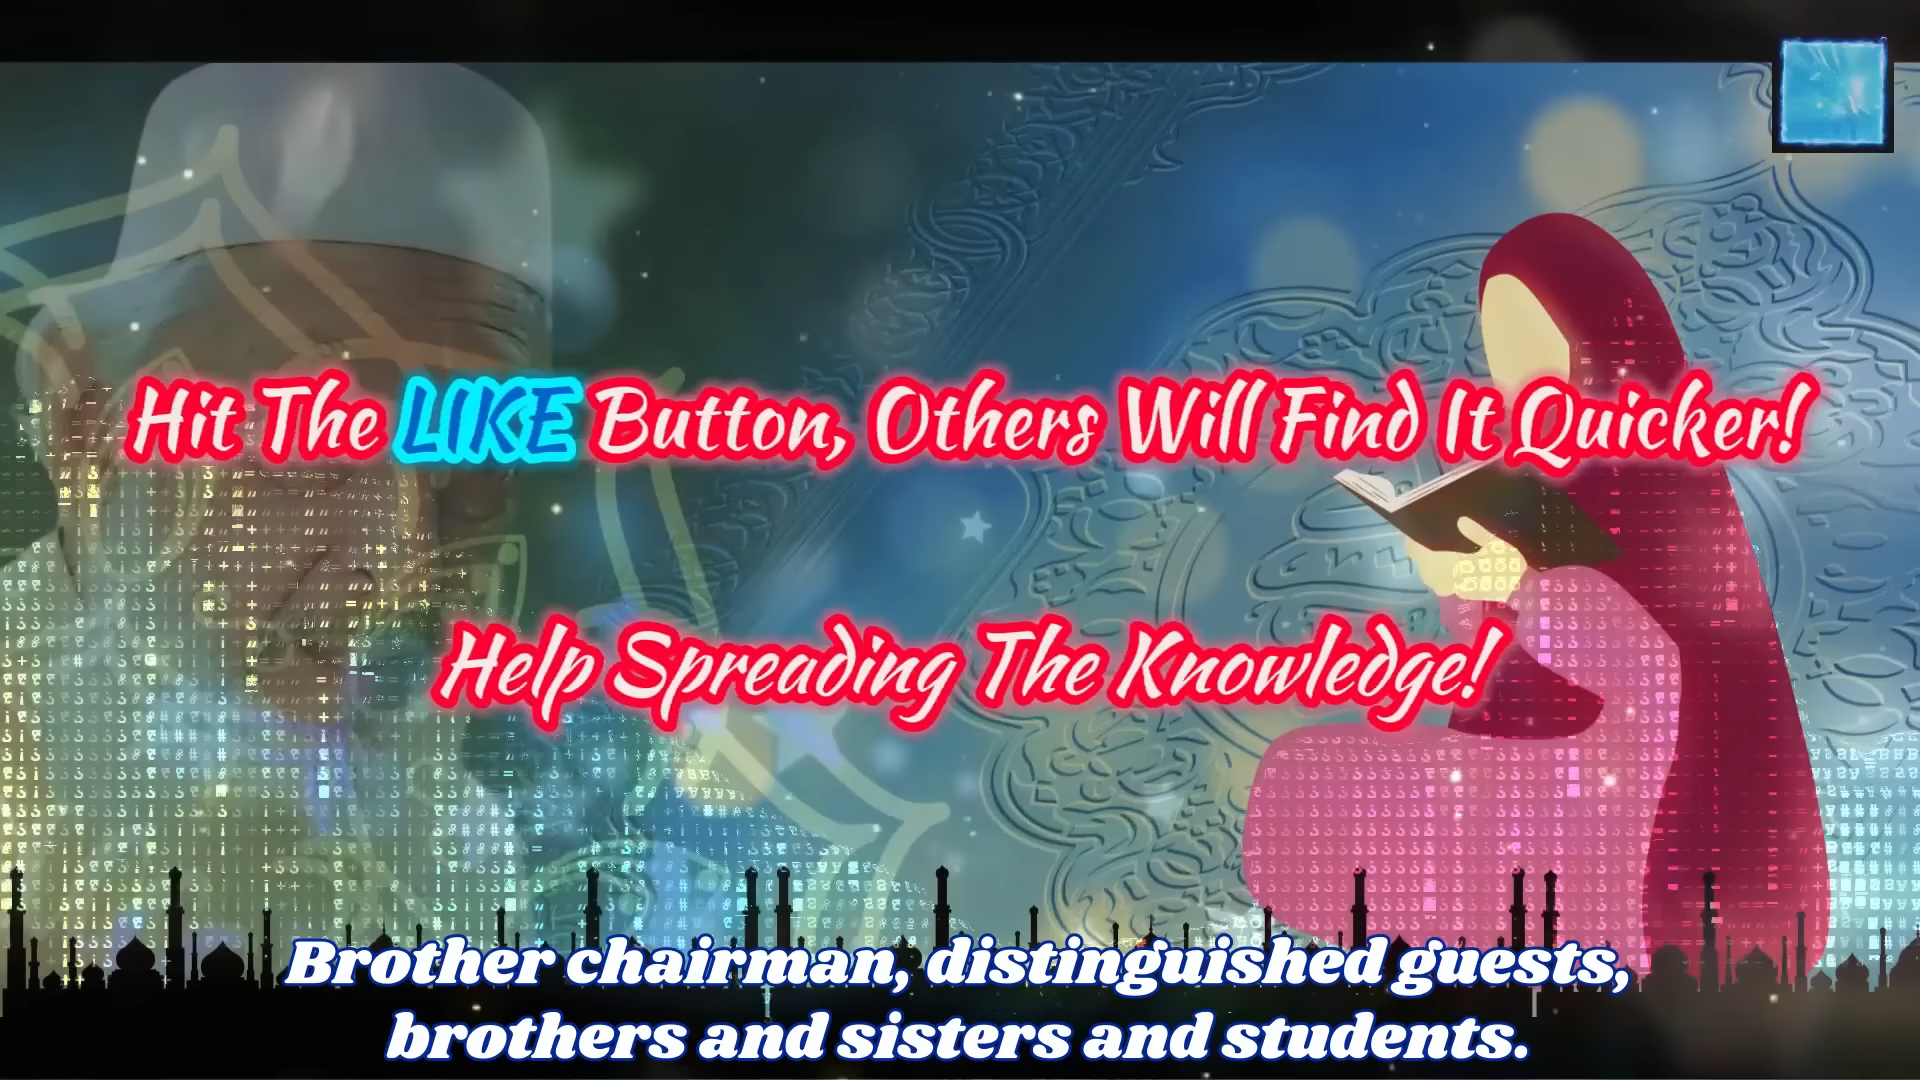 Hit The LIKE Button, Others Will Find It Quicker!
Help Spreading The Knowledge!
Brother chairman, distinguished guests,
brothers and sisters and students.